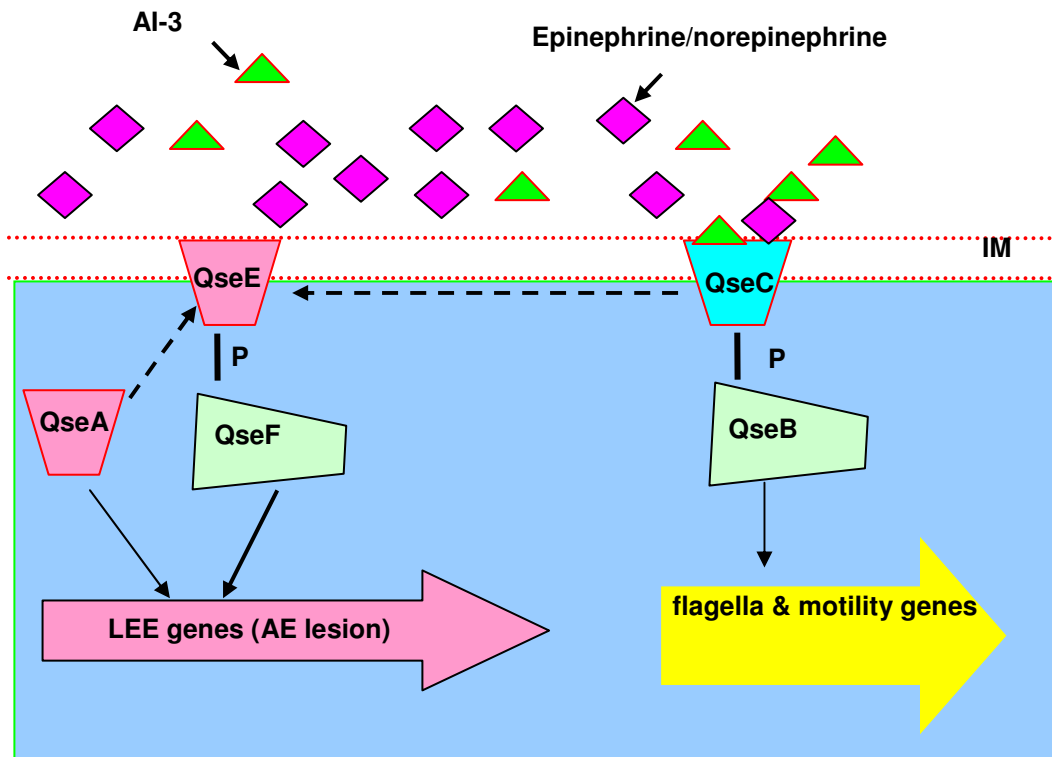 AI-3
Epinephrine/norepinephrine
IM
QseE
QseC
P
P
QseA
QseF
QseB
flagella & motility genes
LEE genes (AE lesion)